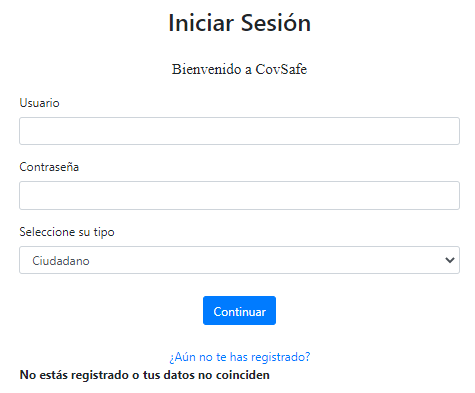 Iniciar Sesión
Bienvenido a CovSafe
Usuario
Contraseña
Seleccione su tipo
Ciudadano
Continuar
¿Aún no te has registrado?
No estás registrado o tus datos no coinciden